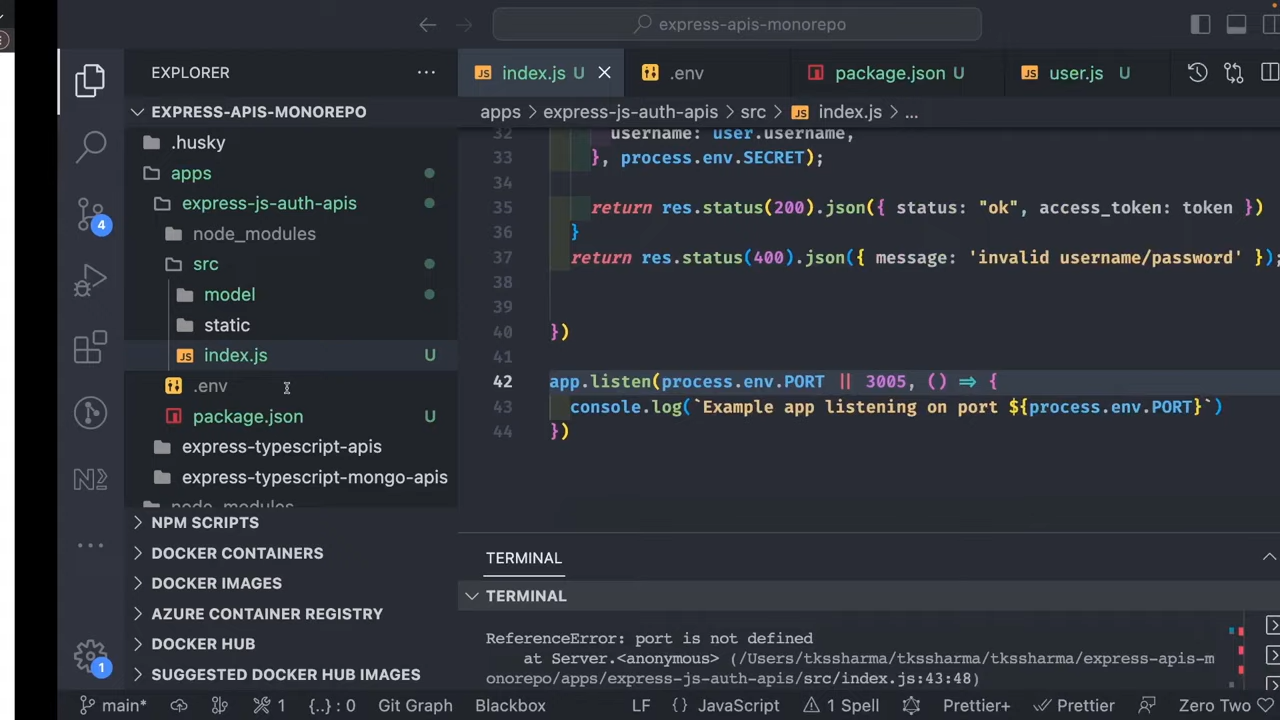 express-apis-monorepo
EXPLORER
EXPRESS-APIS-MONOREPO
.husky
apps
express-js-auth-apis
node_modules
src
model
static
index.js U
.env
package.json U
express-typescript-apis
express-typescript-mongo-apis
node_modules
NPM SCRIPTS
DOCKER CONTAINERS
DOCKER IMAGES
AZURE CONTAINER REGISTRY
DOCKER HUB
SUGGESTED DOCKER HUB IMAGES
4
1
index.js U .env package.json U user.js U
apps > express-js-auth-apis > src > index.js > ...
32 username: user.username,
33 }, process.env.SECRET);
34
35 return res.status(200).json({ status: "ok", access_token: token })
36 }
37 return res.status(400).json({ message: 'invalid username/password' });
38
39
40 })
41
42 app.listen(process.env.PORT || 3005, () => {
43 console.log(`Example app listening on port ${process.env.PORT}`)
44 })
TERMINAL
TERMINAL
ReferenceError: port is not defined
at Server.<anonymous> (/Users/tkssharma/tkssharma/tkssharma/express-apis-m
onorepo/apps/express-js-auth-apis/src/index.js:43:48)
main* 1 {..} : 0 Git Graph Blackbox LF {} JavaScript 1 Spell Prettier+ Prettier Zero Two